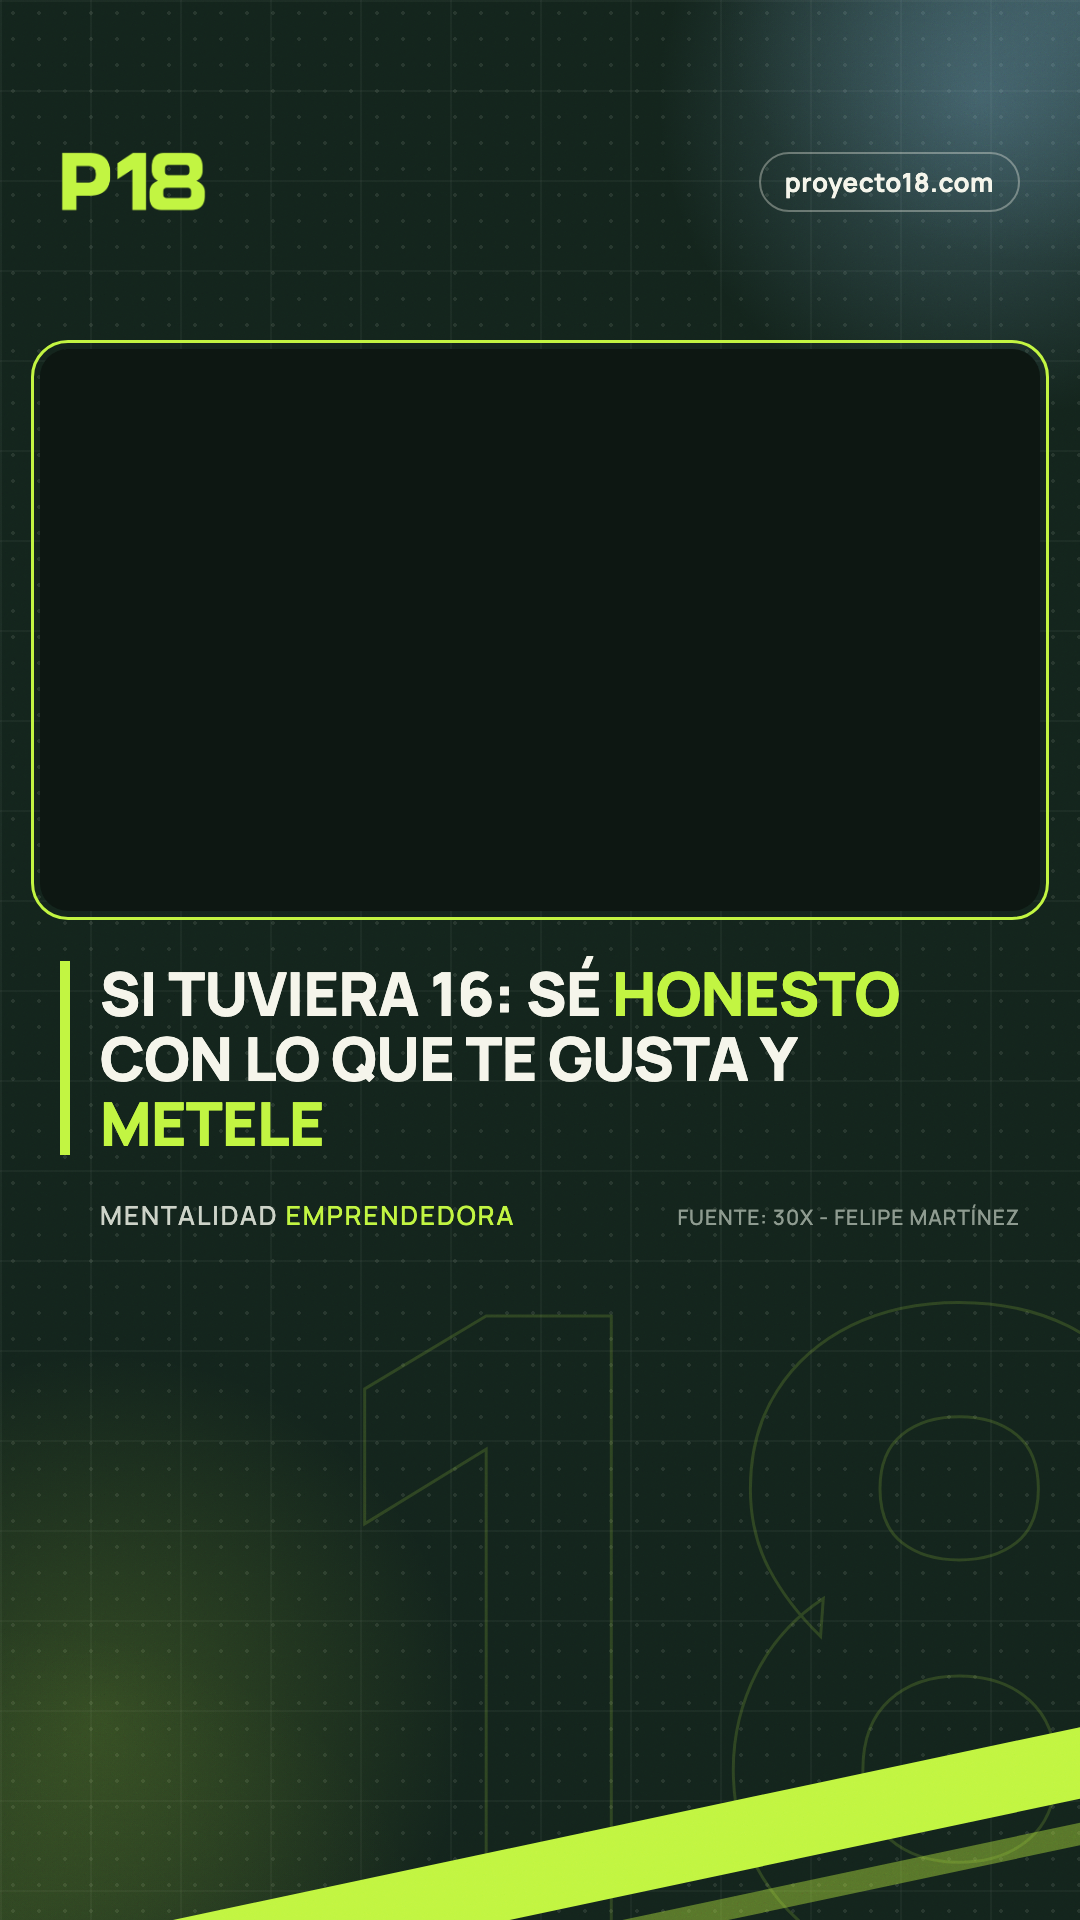 P18
proyecto18.com
SI TUVIERA 16: SÉ HONESTO
CON LO QUE TE GUSTA Y
METELE
MENTALIDAD EMPRENDEDORA
FUENTE: 30X - FELIPE MARTÍNEZ
18